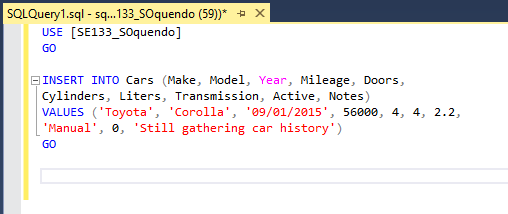 SQLQuery1.sql - sq...133_SOquendo (59))*
USE [SE133_SOquendo]
GO
INSERT INTO Cars (Make, Model, Year, Mileage, Doors,
Cylinders, Liters, Transmission, Active, Notes)
VALUES ('Toyota', 'Corolla', '09/01/2015', 56000, 4, 4, 2.2,
'Manual', 0, 'Still gathering car history')
GO